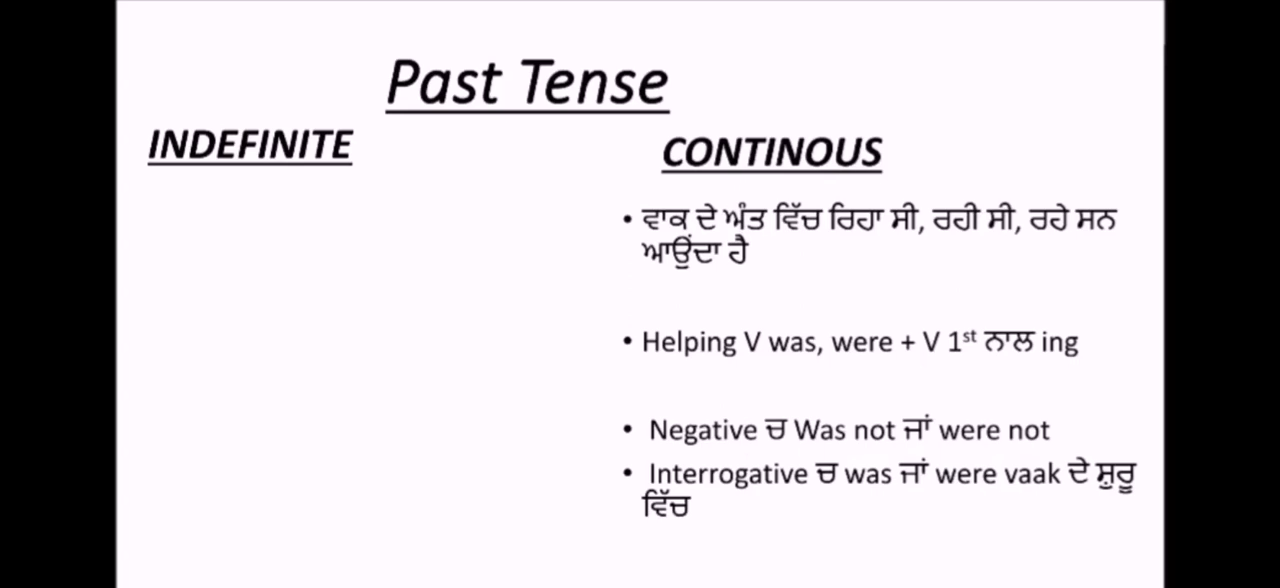 Past Tense
INDEFINITE
CONTINOUS
• ਵਾਕ ਦੇ ਅੰਤ ਵਿੱਚ ਰਿਹਾ ਸੀ, ਰਹੀ ਸੀ, ਰਹੇ ਸਨ
ਆਉਂਦਾ ਹੈ
• Helping V was, were + V 1st ਨਾਲ ing
• Negative ਚ Was not ਜਾਂ were not
• Interrogative ਚ was ਜਾਂ were vaak ਦੇ ਸ਼ੁਰੂ
ਵਿੱਚ